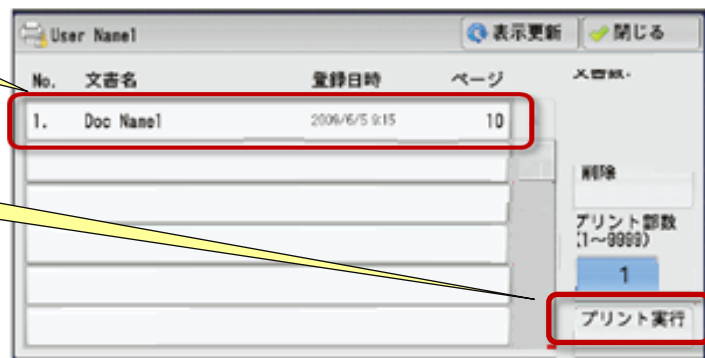 User Name1 表示更新 閉じる
No. 文書名 登録日時 ページ
1. Doc Name1 2009/6/5 9:15 10
削除
プリント部数
(1～9999)
1
プリント実行